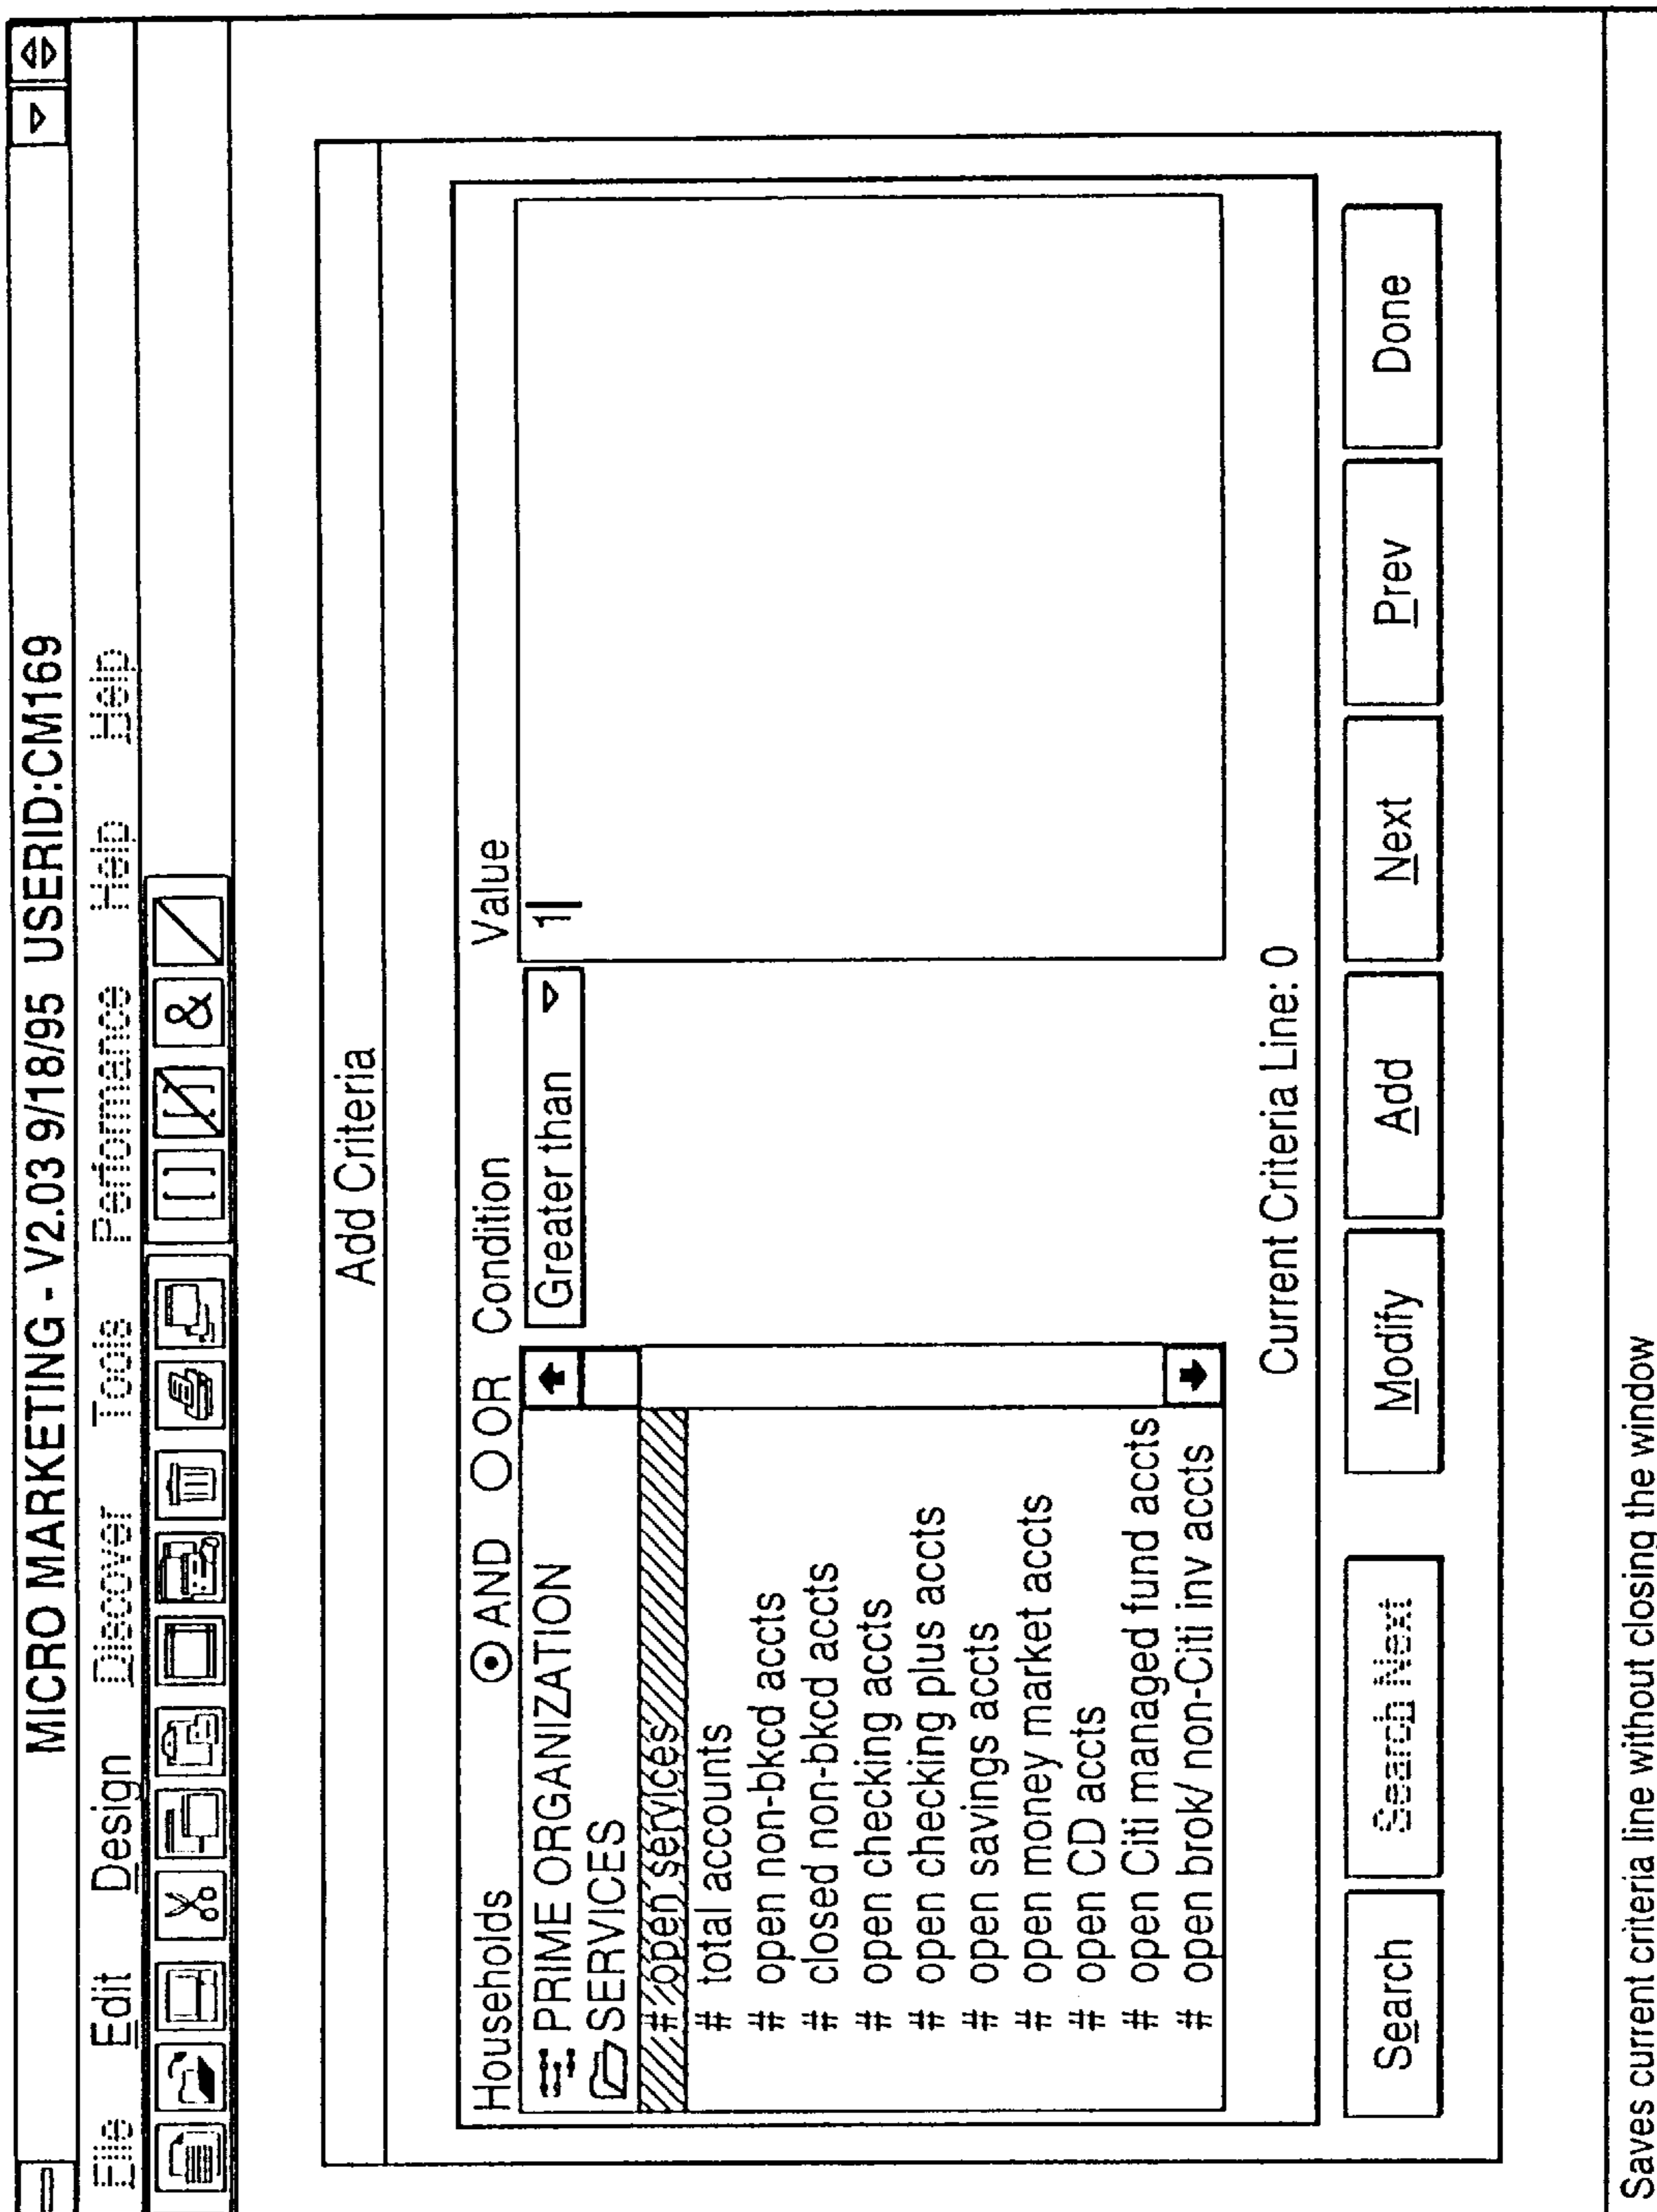 MICRO MARKETING - V2.03 9/18/95 USERID:CM169
File Edit Design Discover Tools Performance Help Help
[ ] [ ] &
Add Criteria
Households AND OR Condition Value
PRIME ORGANIZATION Greater than 1
SERVICES
# open services
# total accounts
# open non-bkcd accts
# closed non-bkcd accts
# open checking accts
# open checking plus accts
# open savings accts
# open money market accts
# open CD accts
# open Citi managed fund accts
# open brok/ non-Citi inv accts
Current Criteria Line: 0
Search Search Next Modify Add Next Prev Done
Saves current criteria line without closing the window